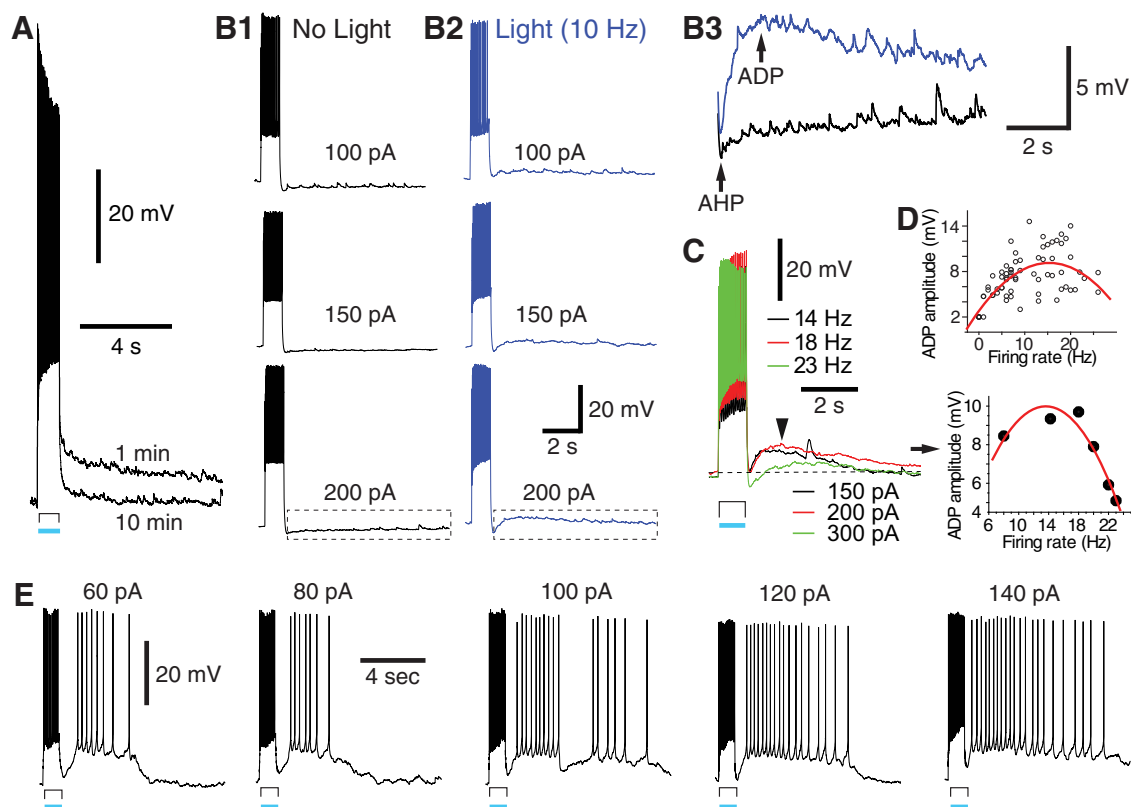 A
20 mV
4 s
1 min
10 min
B1 No Light
100 pA
150 pA
200 pA
B2 Light (10 Hz)
100 pA
150 pA
20 mV
2 s
200 pA
B3
ADP
AHP
5 mV
2 s
C
20 mV
14 Hz
18 Hz
23 Hz
2 s
150 pA
200 pA
300 pA
D
ADP amplitude (mV)
14
8
2
0 10 20
Firing rate (Hz)
ADP amplitude (mV)
10
8
6
4
6 10 14 18 22
Firing rate (Hz)
E
60 pA
20 mV
80 pA
4 sec
100 pA
120 pA
140 pA